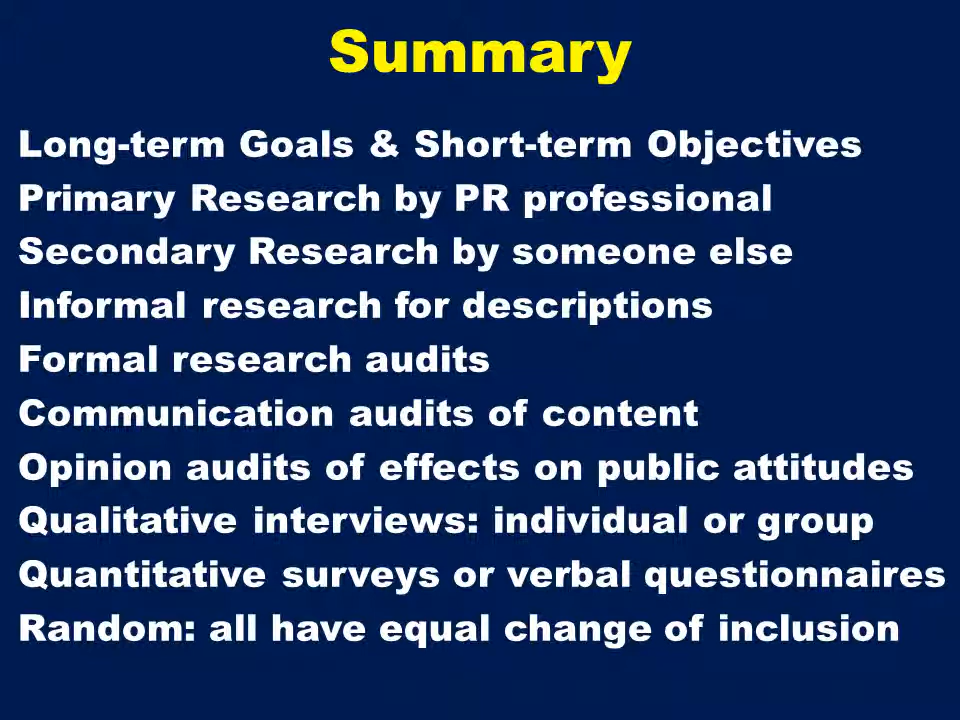 Summary
Long-term Goals & Short-term Objectives
Primary Research by PR professional
Secondary Research by someone else
Informal research for descriptions
Formal research audits
Communication audits of content
Opinion audits of effects on public attitudes
Qualitative interviews: individual or group
Quantitative surveys or verbal questionnaires
Random: all have equal change of inclusion